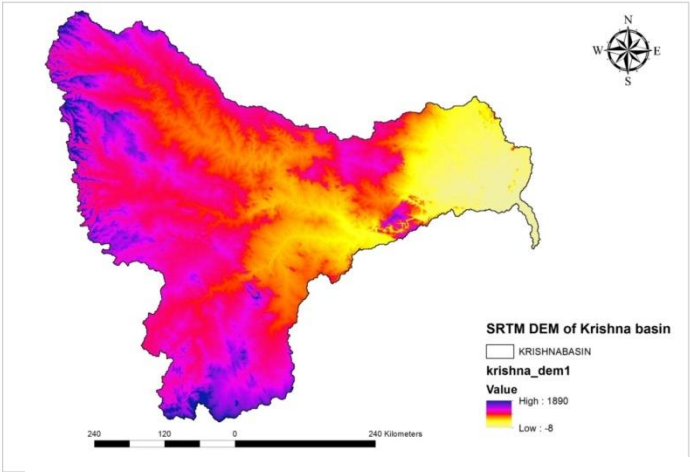 N
W E
S
SRTM DEM of Krishna basin
KRISHNABASIN
krishna_dem1
Value
High : 1890
Low : -8
240 120 0 240 Kilometers